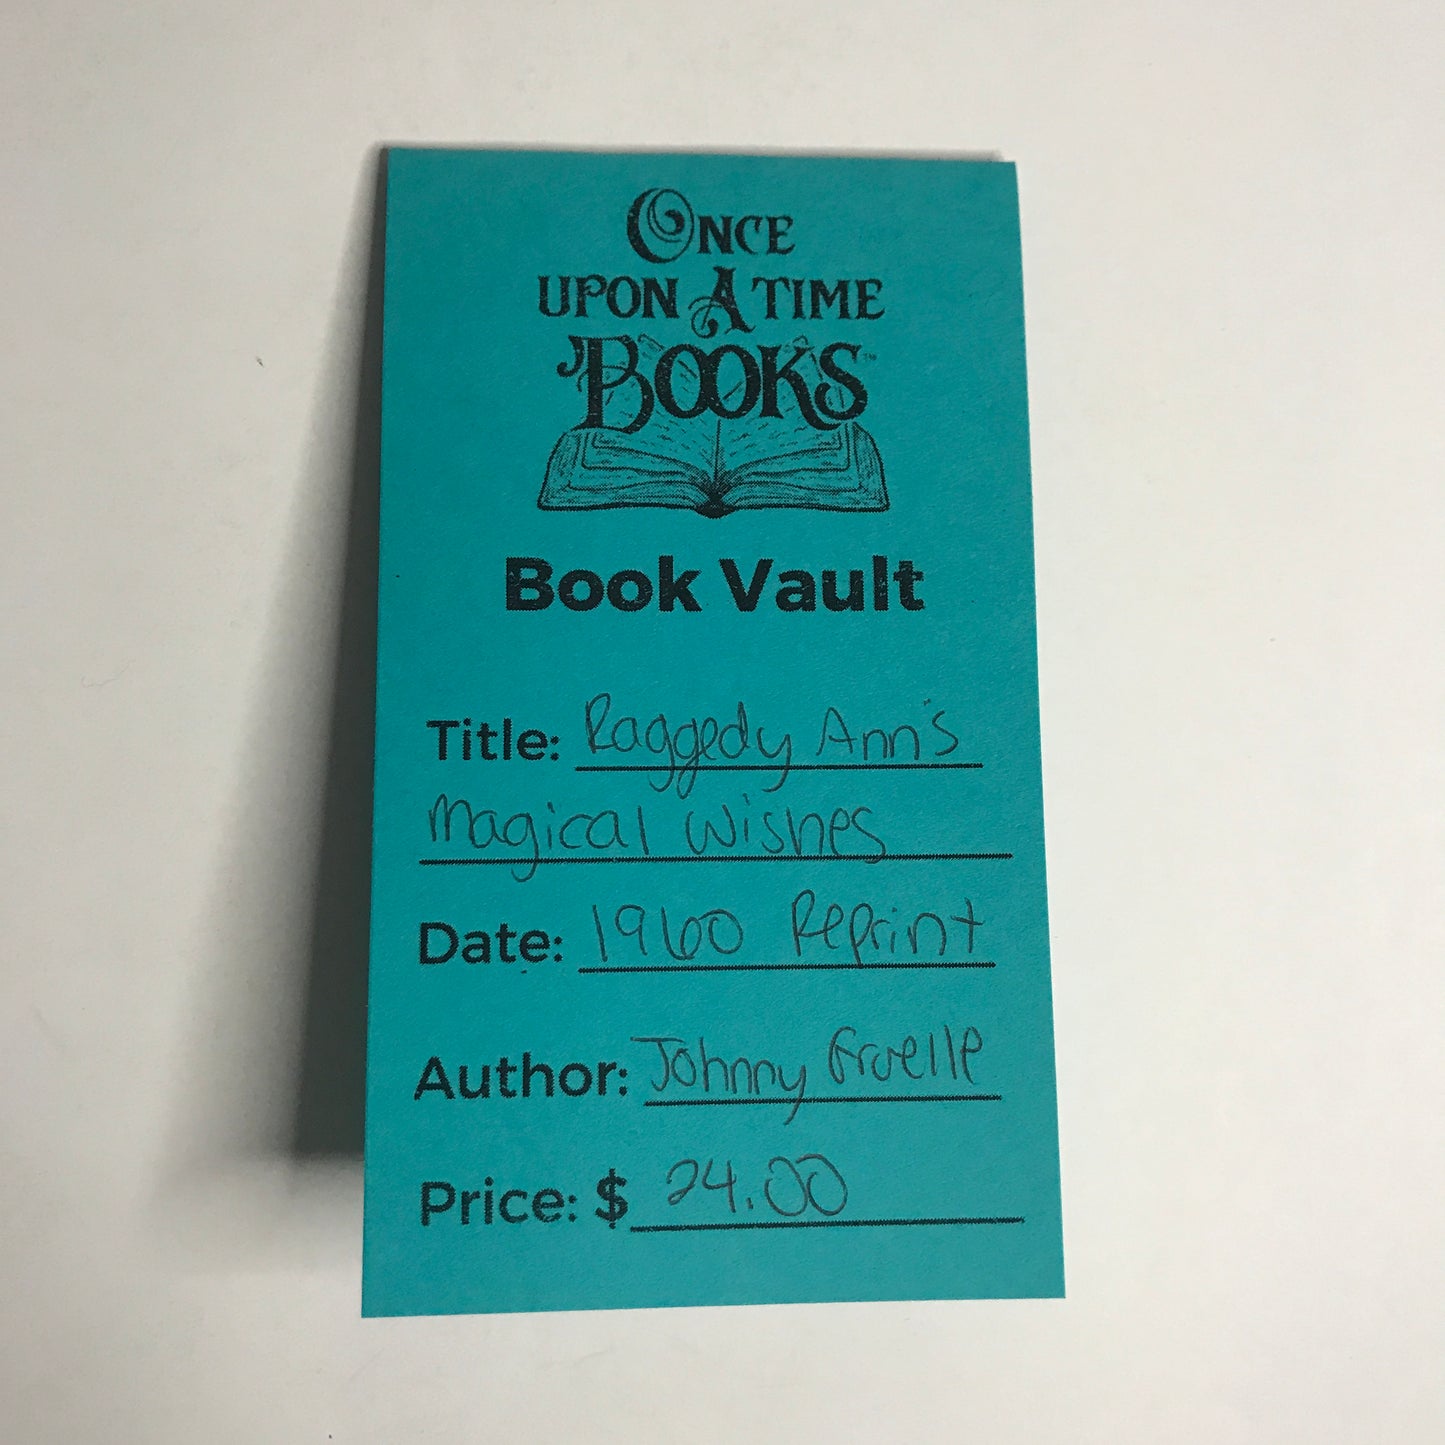 ONCE
UPON A TIME
BOOKS™
Book Vault
Title: Raggedy Ann's
Magical Wishes
Date: 1960 Reprint
Author: Johnny Gruelle
Price: $ 24.00